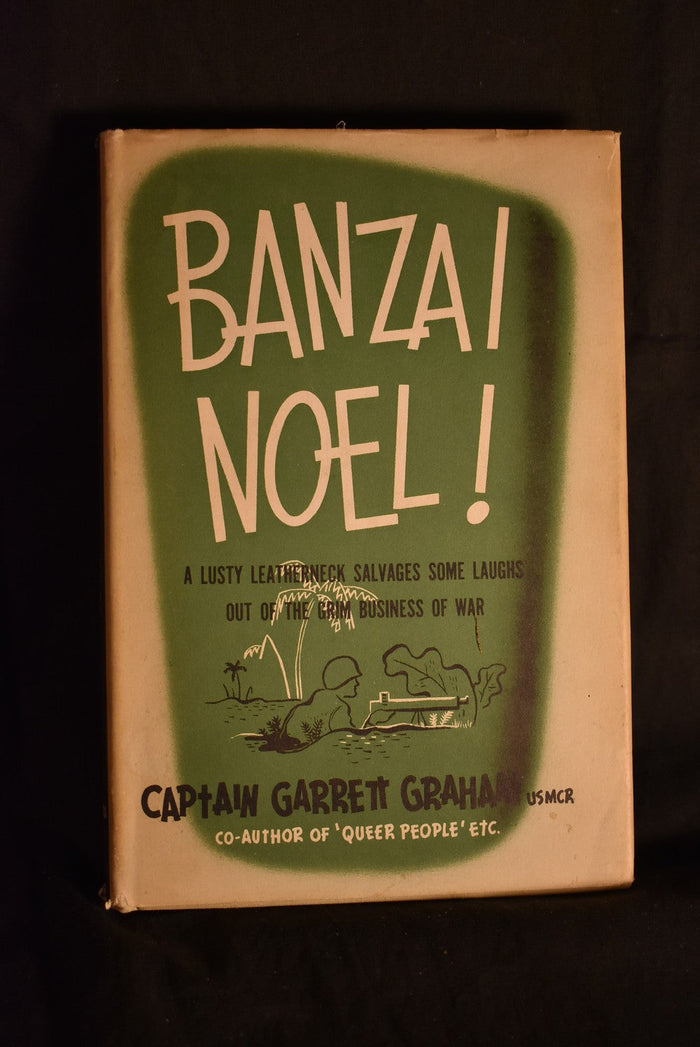 BANZAI
NOEL!
A LUSTY LEATHERNECK SALVAGES SOME LAUGHS
OUT OF THE GRIM BUSINESS OF WAR
CAPTAIN GARRETT GRAHAM USMCR
CO-AUTHOR OF 'QUEER PEOPLE' ETC.